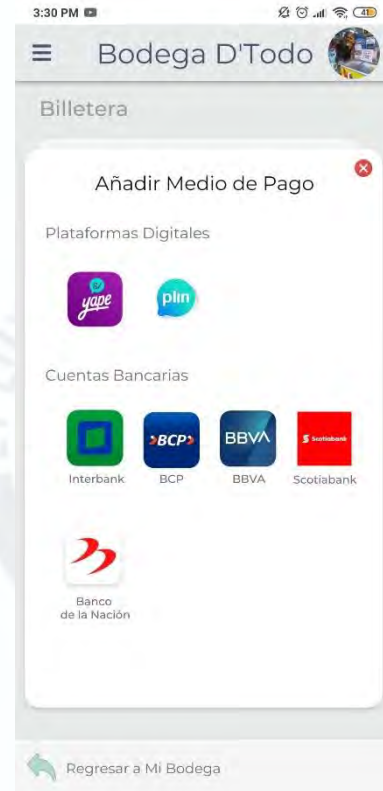 3:30 PM
41
Bodega D'Todo
Billetera
Añadir Medio de Pago
Plataformas Digitales
yape
plin
Cuentas Bancarias
>BCP>
BBVA
Scotiabank
Interbank
BCP
BBVA
Scotiabank
Banco
de la Nación
Regresar a Mi Bodega